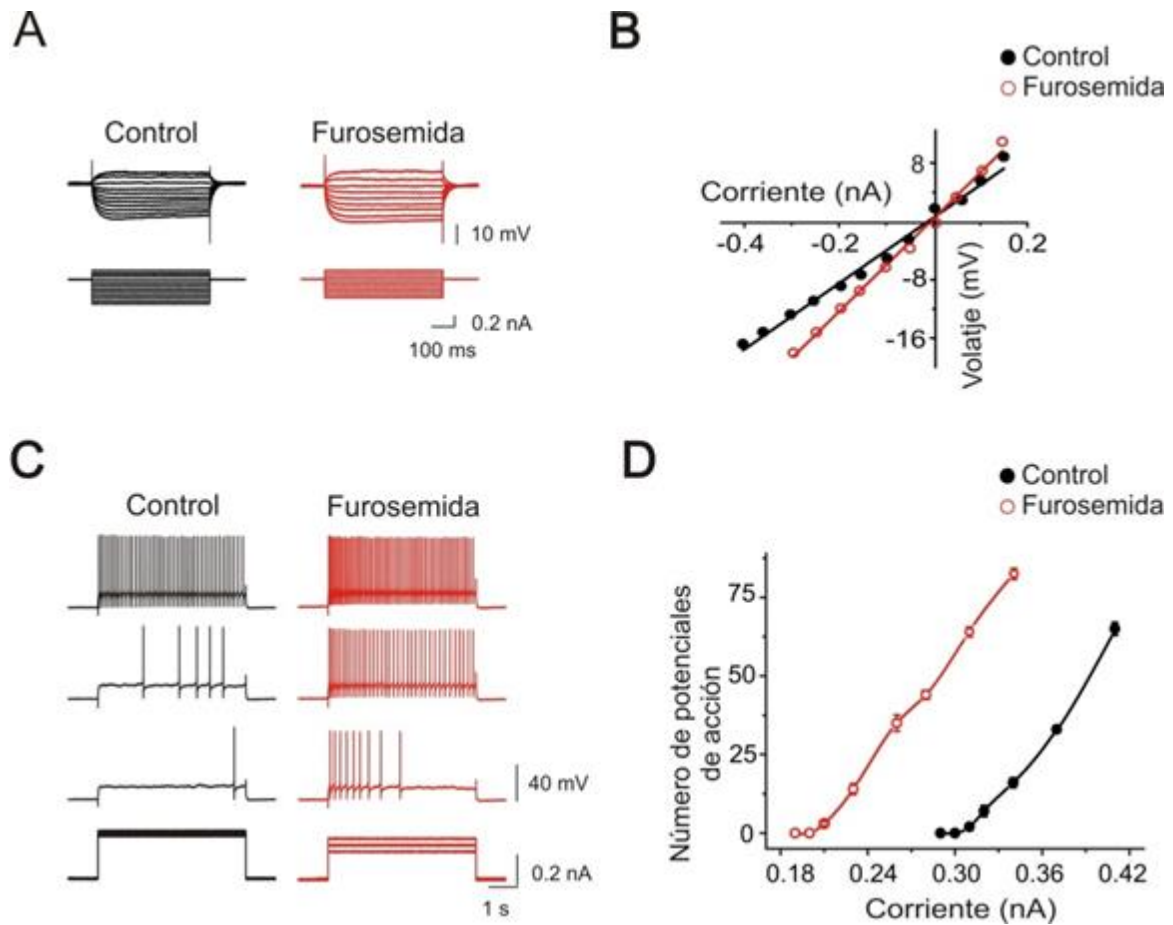 A
Control
Furosemida
10 mV
0.2 nA
100 ms
B
Control
Furosemida
Corriente (nA)
8
-0.4
-0.2
0
0.2
-8
-16
Volatje (mV)
C
Control
Furosemida
40 mV
0.2 nA
1 s
D
Control
Furosemida
Número de potenciales
de acción
75
50
25
0
0.18
0.24
0.30
0.36
0.42
Corriente (nA)